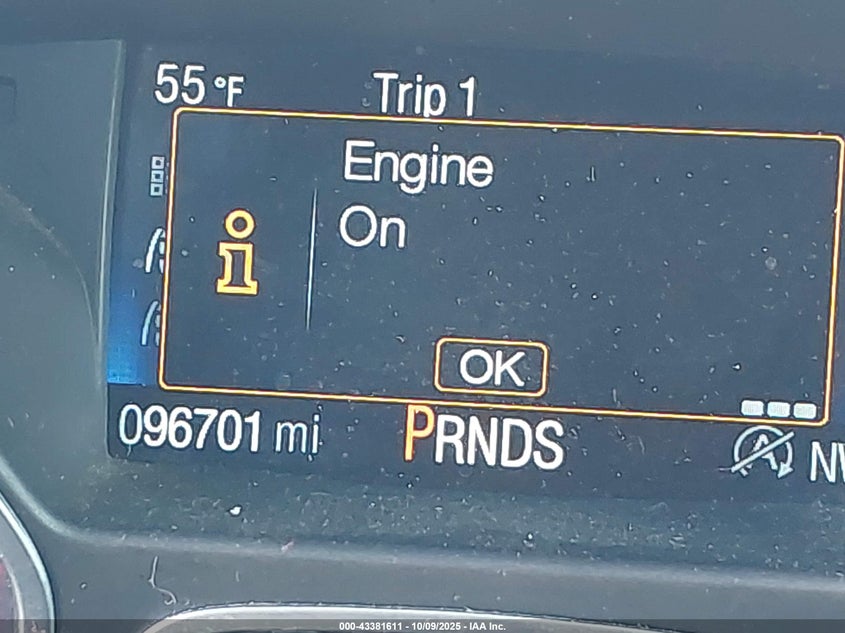 55 °F
Trip 1
Engine
On
OK
096701 mi
PRNDS
A
000-43381611 - 10/09/2025 - IAA Inc.